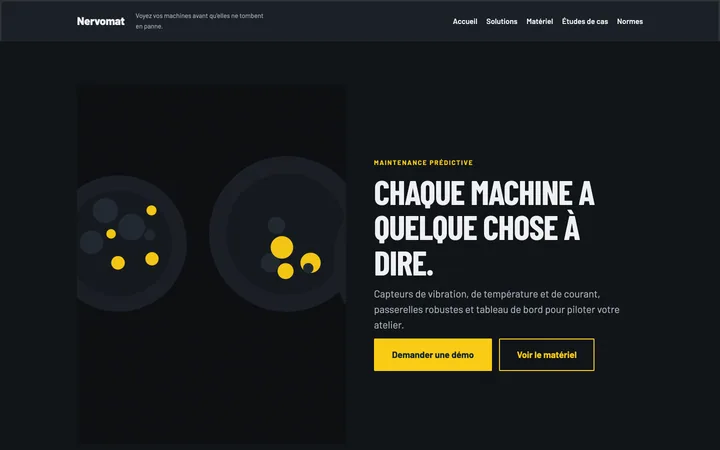 Nervomat
Voyez vos machines avant qu'elles ne tombent
en panne.
Accueil Solutions Matériel Études de cas Normes
MAINTENANCE PRÉDICTIVE
CHAQUE MACHINE A
QUELQUE CHOSE À
DIRE.
Capteurs de vibration, de température et de courant,
passerelles robustes et tableau de bord pour piloter votre
atelier.
Demander une démo Voir le matériel